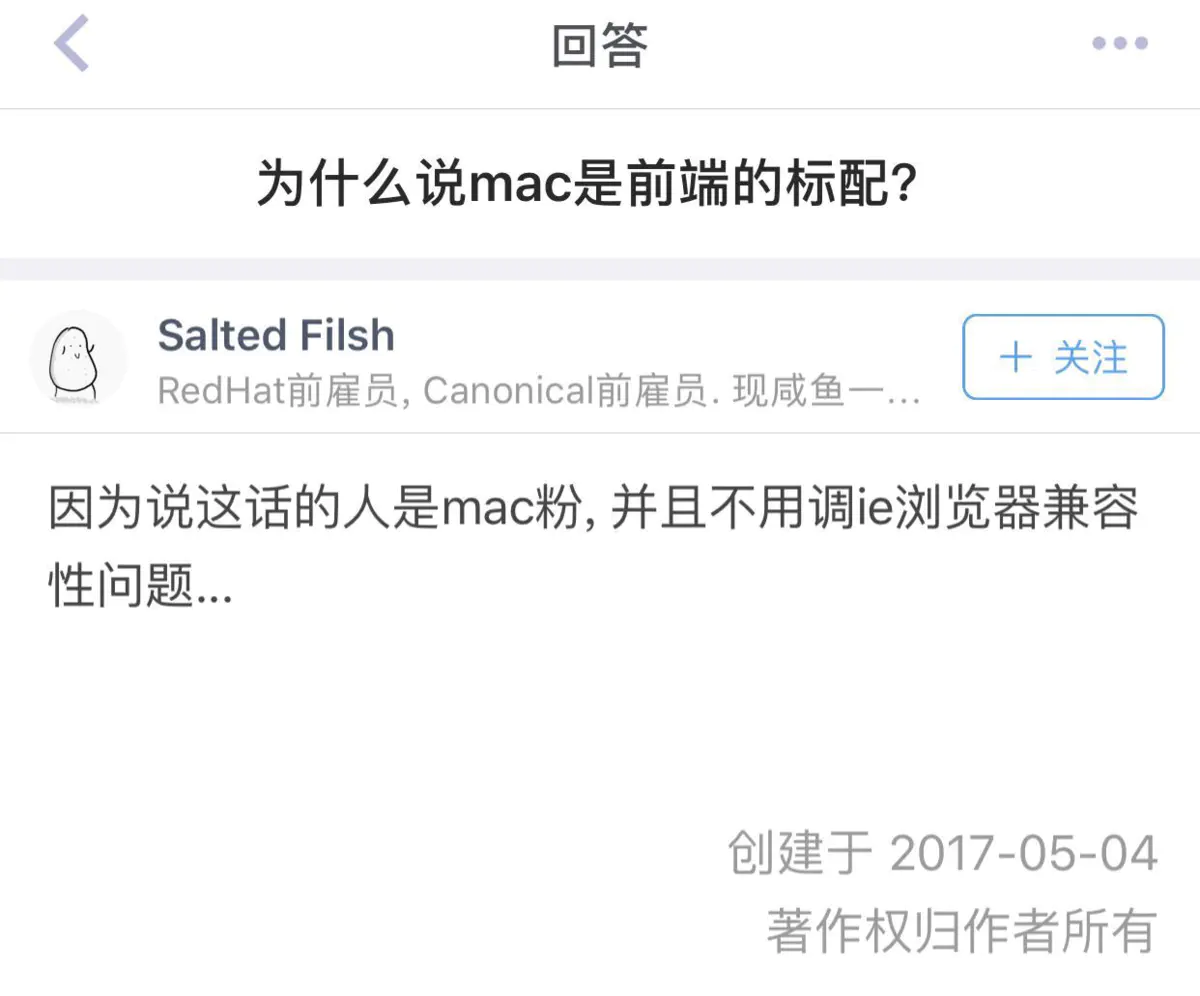 回答
为什么说mac是前端的标配?
Salted Filsh
RedHat前雇员, Canonical前雇员. 现咸鱼一...
+ 关注
因为说这话的人是mac粉, 并且不用调ie浏览器兼容
性问题...
创建于 2017-05-04
著作权归作者所有